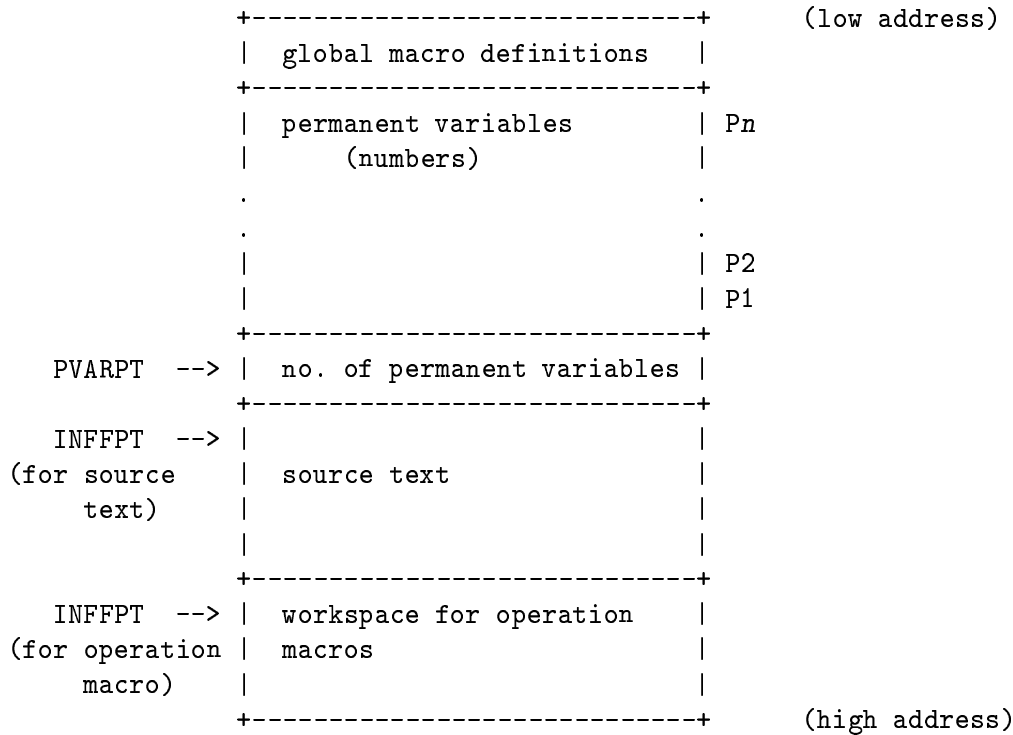 +-----------------------------+      (low address)
|  global macro definitions   |
+-----------------------------+
|  permanent variables        | Pn
|      (numbers)              |
.                             .
.                             .
|                             | P2
|                             | P1
+-----------------------------+
PVARPT  --> |  no. of permanent variables |
+-----------------------------+
INFFPT  --> |                             |
(for source    |  source text                |
text)     |                             |
|                             |
+-----------------------------+
INFFPT  --> |  workspace for operation    |
(for operation |  macros                     |
macro)    |                             |
+-----------------------------+      (high address)